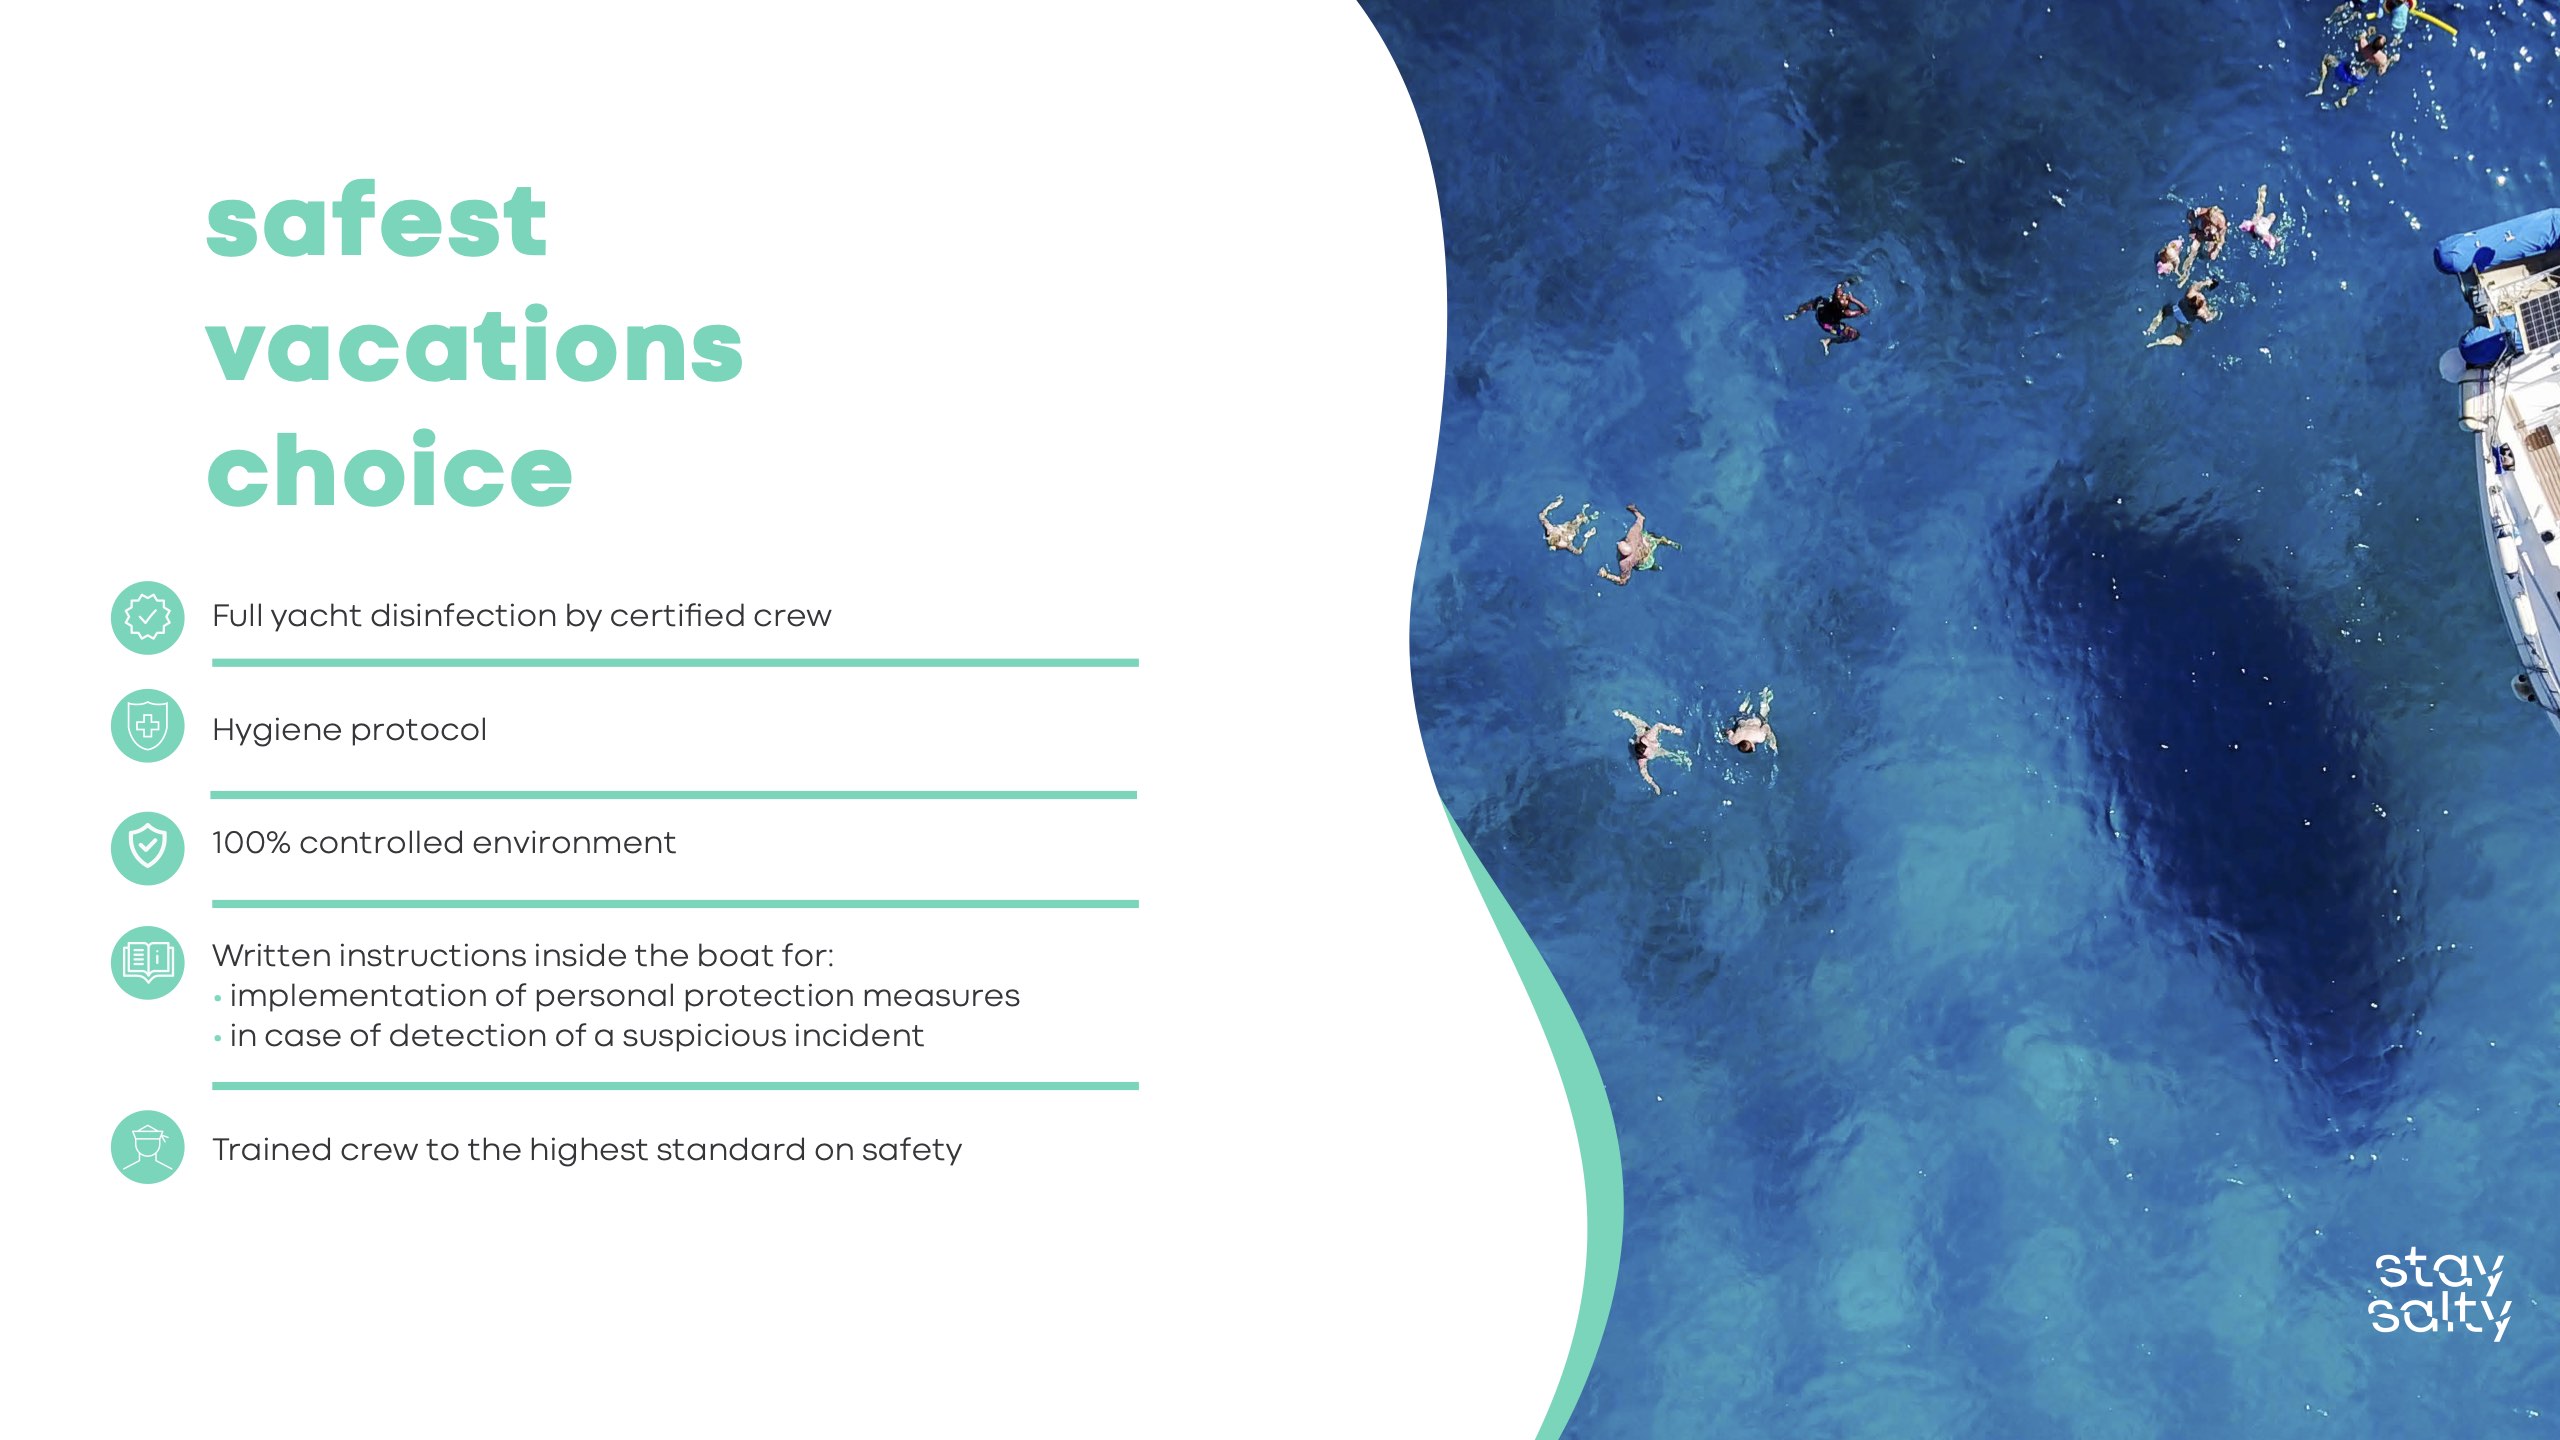 safest
vacations
choice
Full yacht disinfection by certified crew
Hygiene protocol
100% controlled environment
Written instructions inside the boat for:
• implementation of personal protection measures
• in case of detection of a suspicious incident
Trained crew to the highest standard on safety
stay
salty